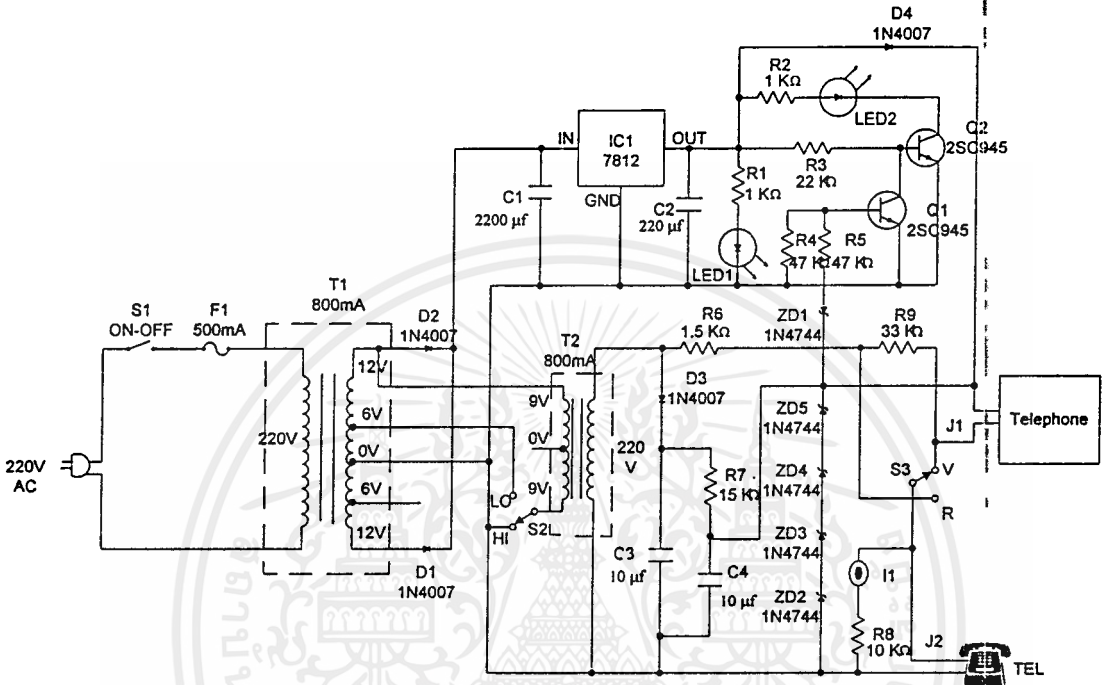 D4
1N4007
R2
1 KΩ
LED2
Q2
2SC945
IN
IC1
7812
OUT
GND
R3
22 KΩ
C1
2200 µf
C2
220 µf
R1
1 KΩ
LED1
Q1
2SC945
R4
47 KΩ
R5
47 KΩ
T1
800mA
S1
ON-OFF
F1
500mA
D2
1N4007
12V
6V
0V
6V
12V
220V
220V
AC
D1
1N4007
T2
800mA
9V
0V
9V
220
V
LO
HI
S2
R6
1.5 KΩ
ZD1
1N4744
R9
33 KΩ
D3
1N4007
ZD5
1N4744
R7
15 KΩ
ZD4
1N4744
ZD3
1N4744
ZD2
1N4744
C3
10 µf
C4
10 µf
J1
Telephone
S3
V
R
I1
R8
10 KΩ
J2
TEL